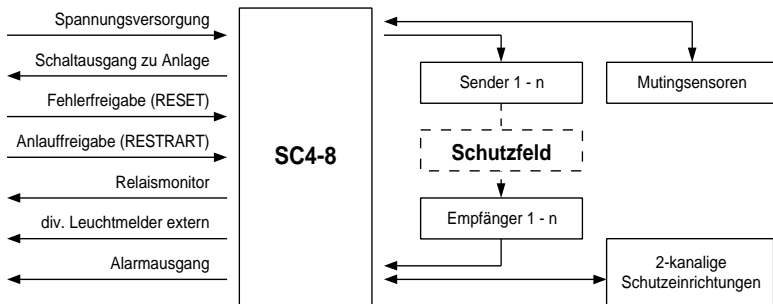 Spannungsversorgung
Schaltausgang zu Anlage
Fehlerfreigabe (RESET)
Anlauffreigabe (RESTRART)
Relaismonitor
div. Leuchtmelder extern
Alarmausgang
SC4-8
Sender 1 - n
Mutingsensoren
Schutzfeld
Empfänger 1 - n
2-kanalige
Schutzeinrichtungen